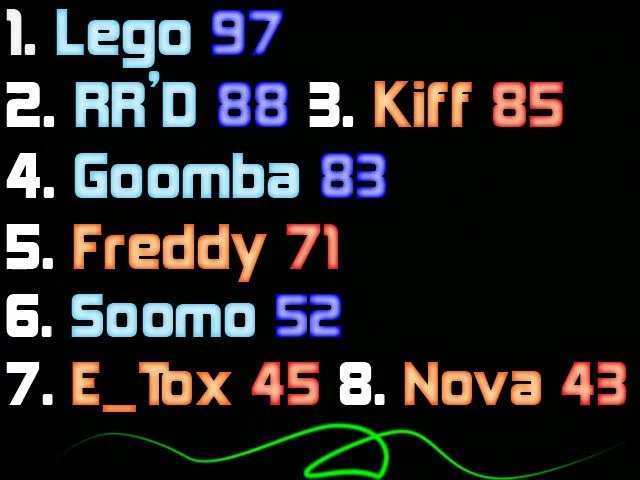 1. Lego 97
2. RR'D 88 3. Kiff 85
4. Goomba 83
5. Freddy 71
6. Soomo 52
7. E_Tox 45 8. Nova 43